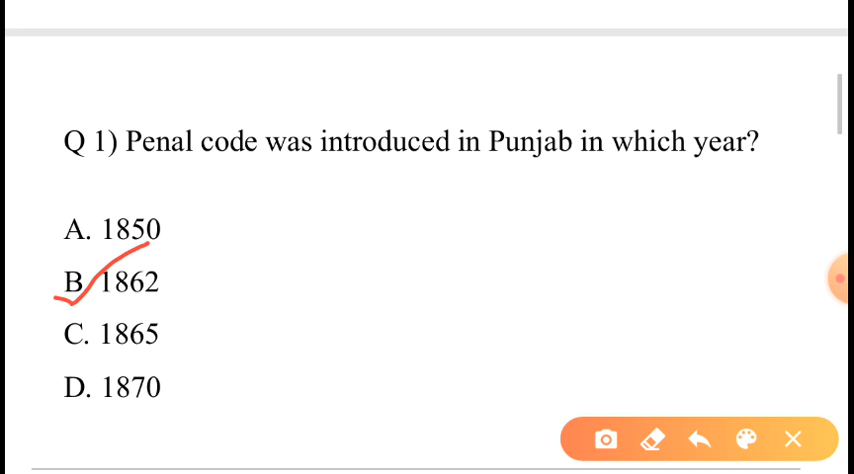 Q 1) Penal code was introduced in Punjab in which year?
A. 1850
B. 1862
C. 1865
D. 1870